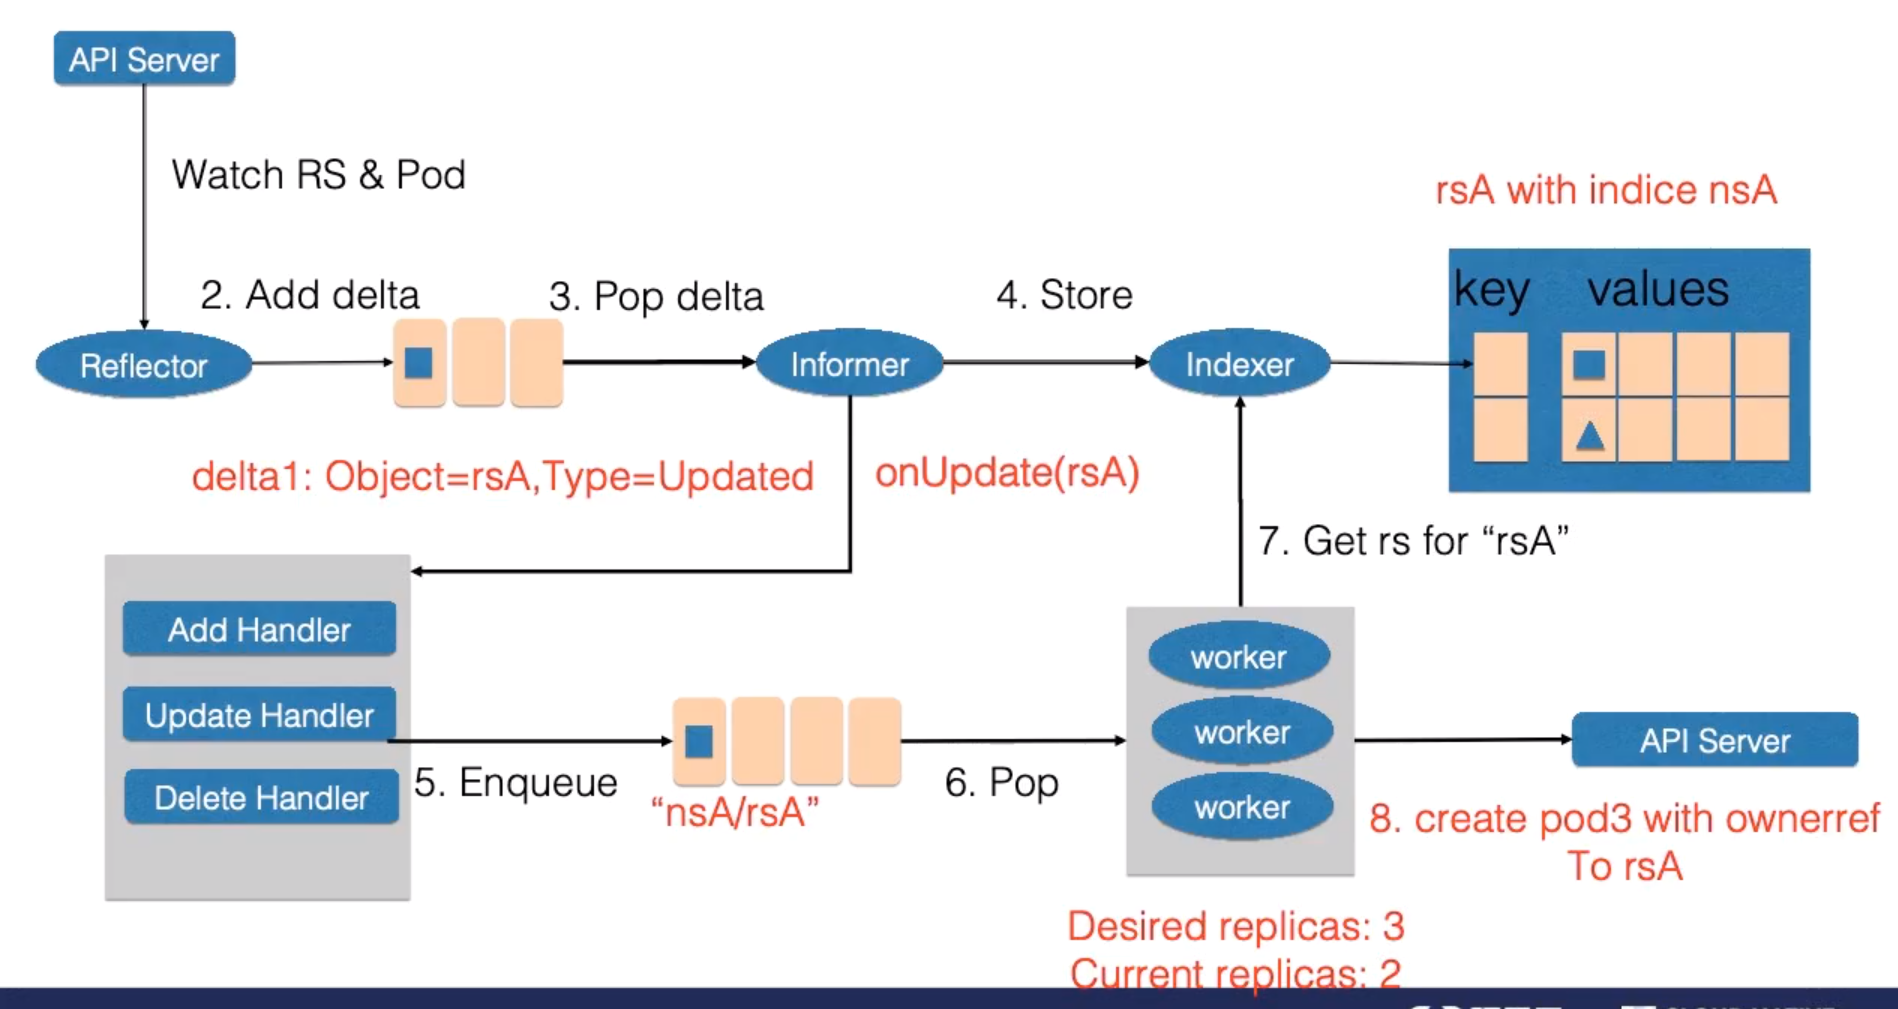 API Server
Watch RS & Pod
rsA with indice nsA
key values
2. Add delta
3. Pop delta
4. Store
Reflector
Informer
Indexer
delta1: Object=rsA,Type=Updated
onUpdate(rsA)
7. Get rs for “rsA”
Add Handler
Update Handler
Delete Handler
5. Enqueue
“nsA/rsA”
6. Pop
worker
worker
worker
API Server
8. create pod3 with ownerref
To rsA
Desired replicas: 3
Current replicas: 2